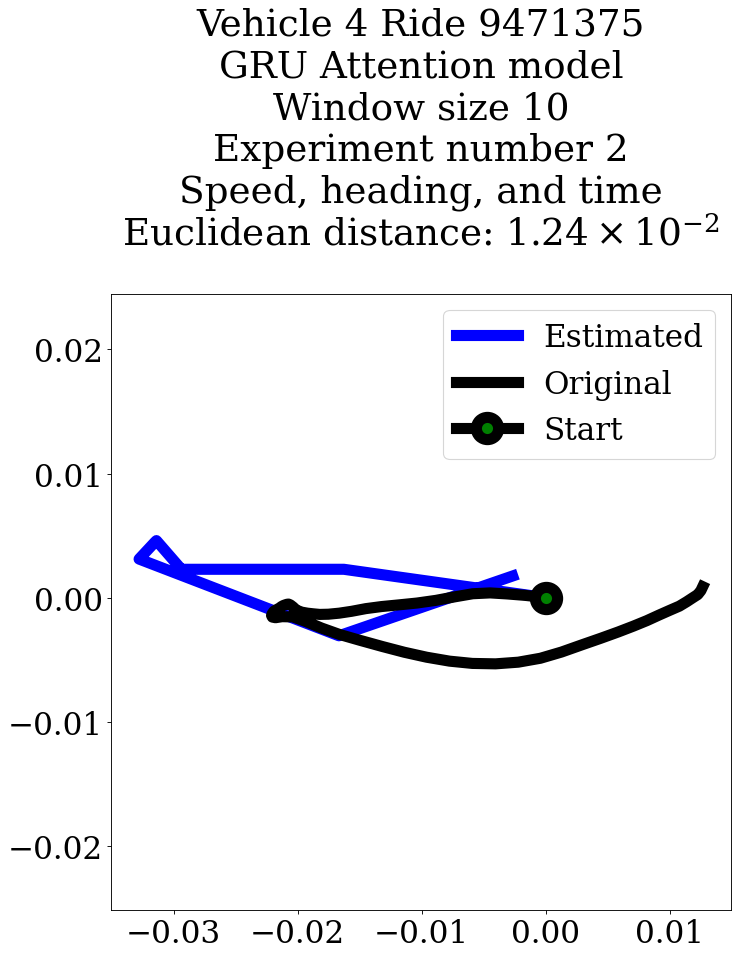 Vehicle 4 Ride 9471375
GRU Attention model
Window size 10
Experiment number 2
Speed, heading, and time
Euclidean distance: 1.24 × 10⁻²
Estimated
Original
Start
0.02
0.01
0.00
−0.01
−0.02
−0.03 −0.02 −0.01 0.00 0.01